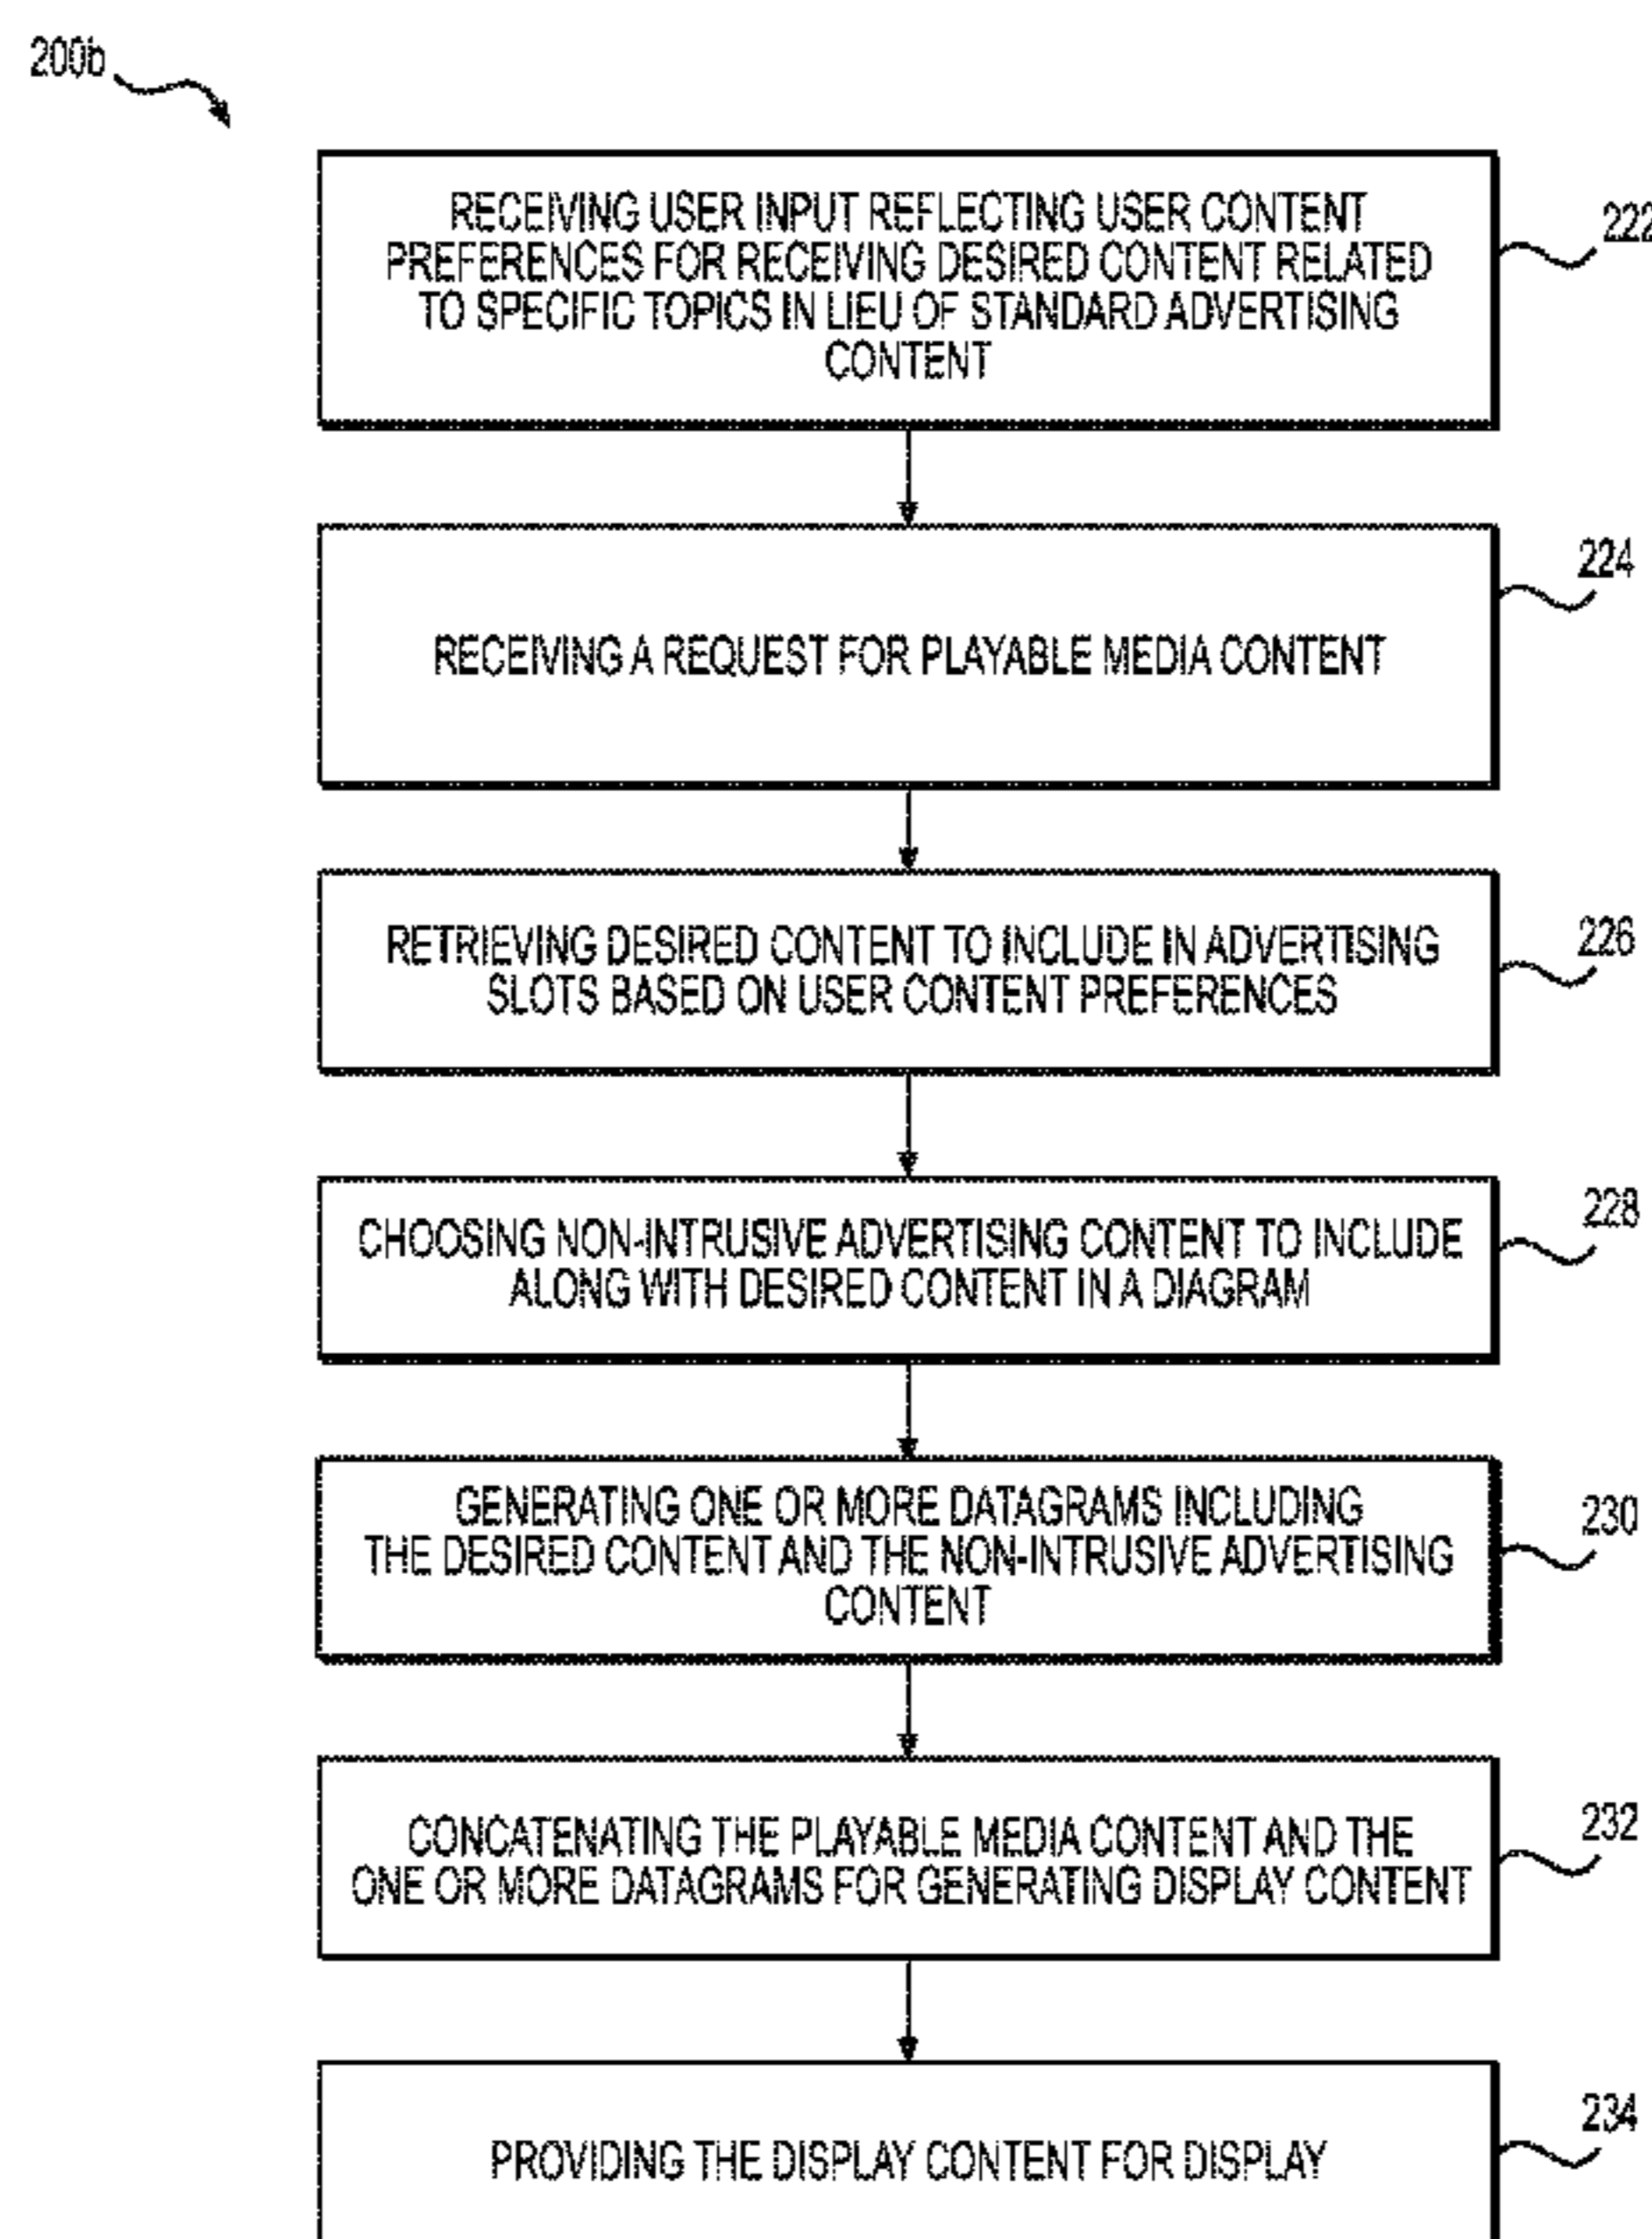 200b
RECEIVING USER INPUT REFLECTING USER CONTENT
PREFERENCES FOR RECEIVING DESIRED CONTENT RELATED
TO SPECIFIC TOPICS IN LIEU OF STANDARD ADVERTISING
CONTENT
222
RECEIVING A REQUEST FOR PLAYABLE MEDIA CONTENT
224
RETRIEVING DESIRED CONTENT TO INCLUDE IN ADVERTISING
SLOTS BASED ON USER CONTENT PREFERENCES
226
CHOOSING NON-INTRUSIVE ADVERTISING CONTENT TO INCLUDE
ALONG WITH DESIRED CONTENT IN A DIAGRAM
228
GENERATING ONE OR MORE DATAGRAMS INCLUDING
THE DESIRED CONTENT AND THE NON-INTRUSIVE ADVERTISING
CONTENT
230
CONCATENATING THE PLAYABLE MEDIA CONTENT AND THE
ONE OR MORE DATAGRAMS FOR GENERATING DISPLAY CONTENT
232
PROVIDING THE DISPLAY CONTENT FOR DISPLAY
234